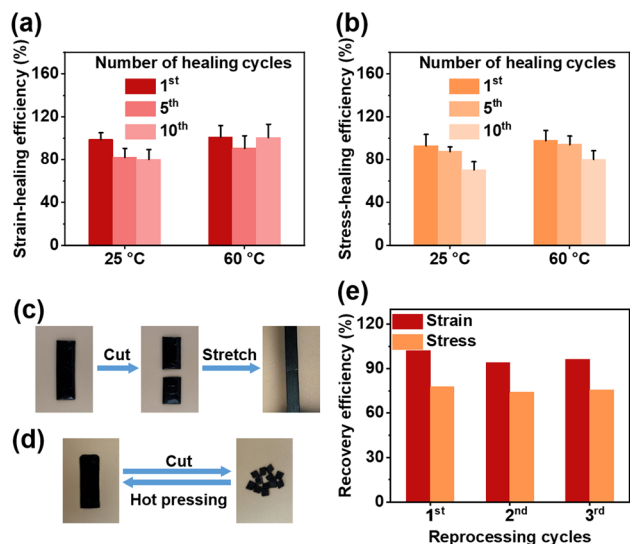 (a)
Strain-healing efficiency (%)
160
120
80
40
0
Number of healing cycles
1st
5th
10th
25 °C
60 °C
(b)
Stress-healing efficiency (%)
160
120
80
40
0
Number of healing cycles
1st
5th
10th
25 °C
60 °C
(c)
Cut
Stretch
(d)
Cut
Hot pressing
(e)
Recovery efficiency (%)
120
90
60
30
0
Strain
Stress
1st
2nd
3rd
Reprocessing cycles